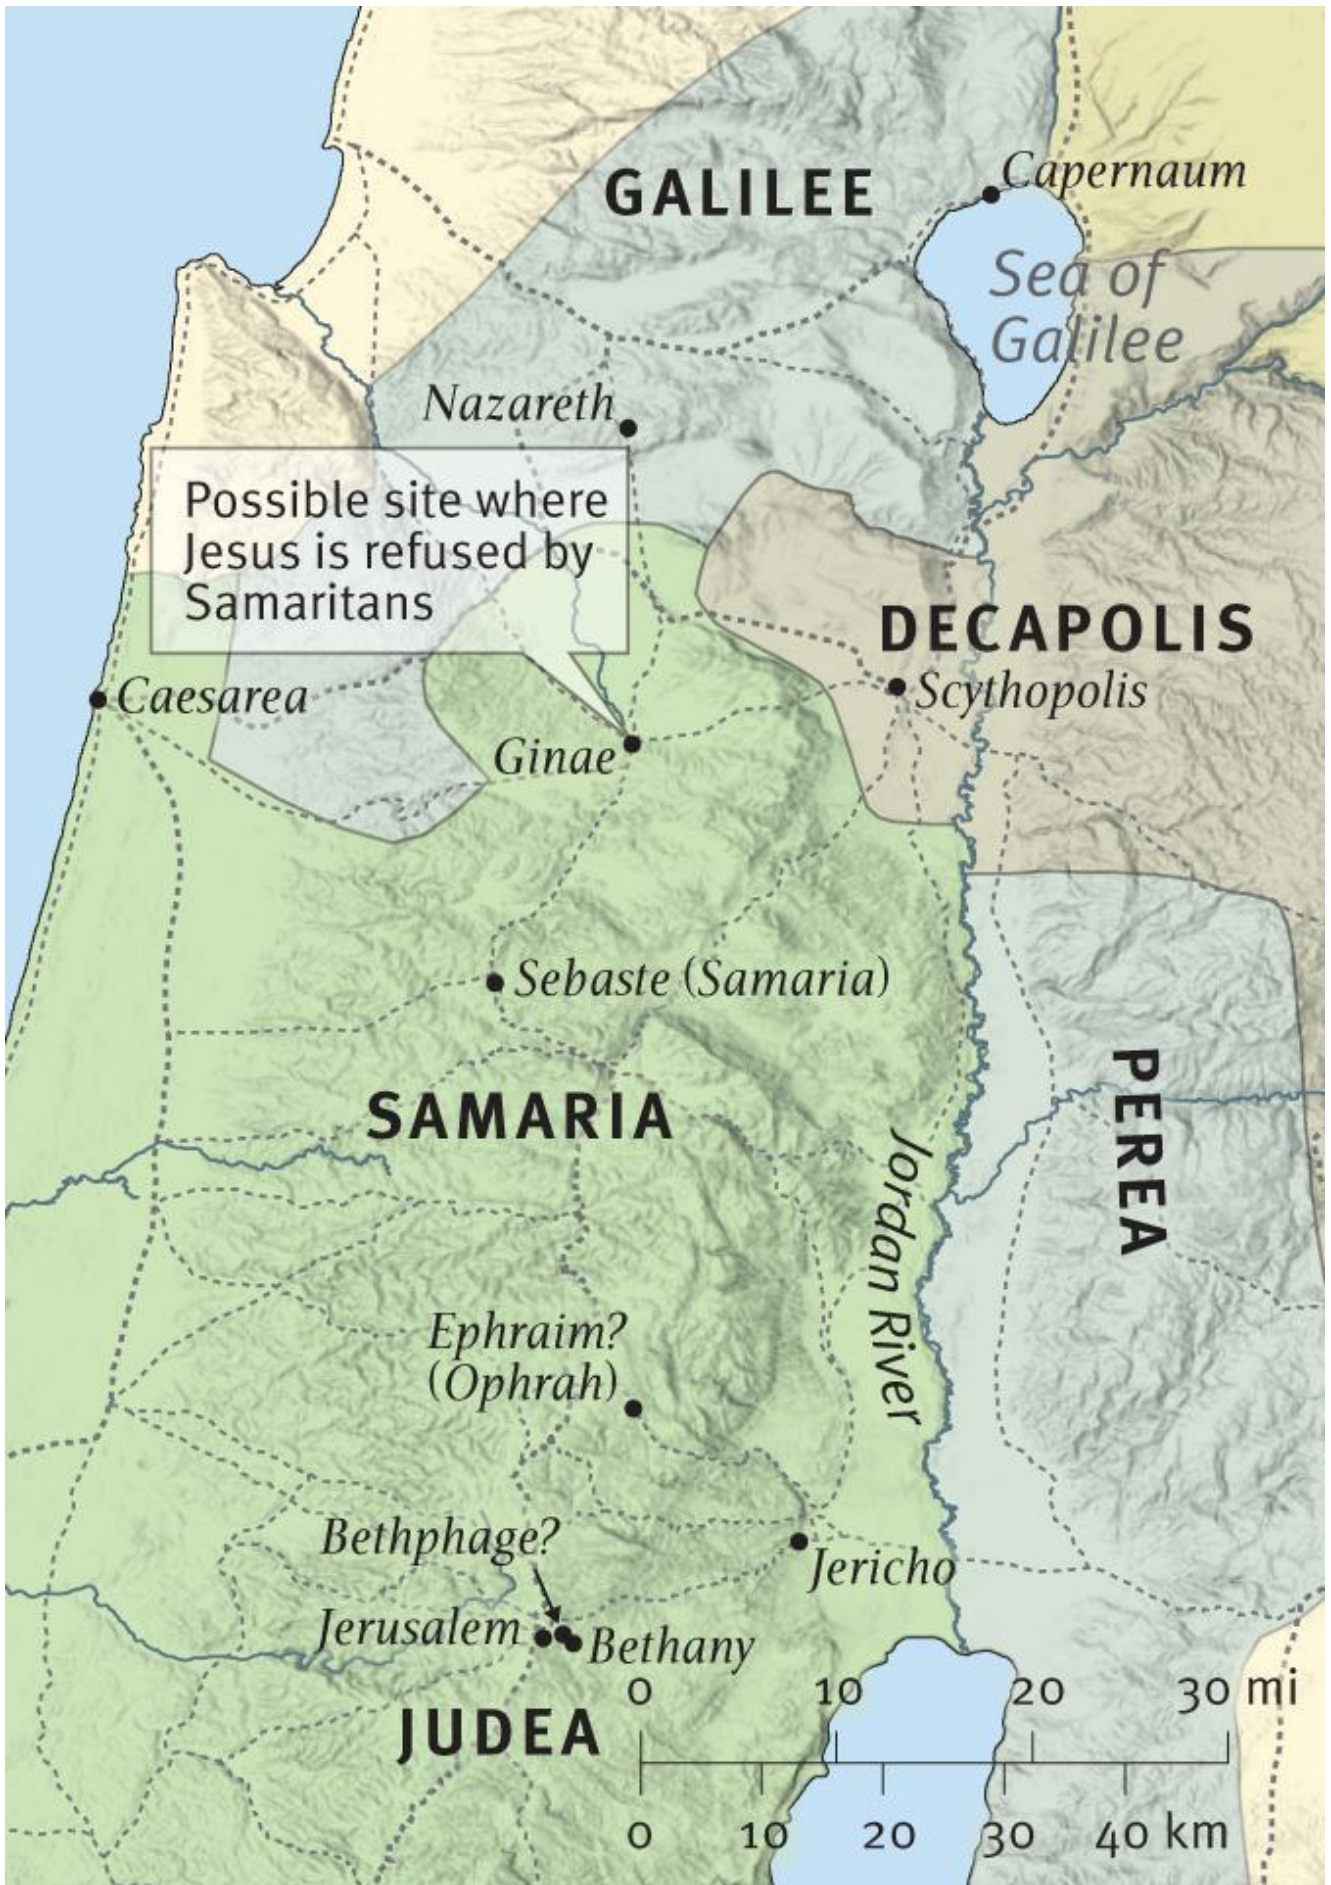 Capernaum
GALILEE
Sea of
Galilee
Nazareth
Possible site where
Jesus is refused by
Samaritans
DECAPOLIS
Scythopolis
Caesarea
Ginae
Sebaste (Samaria)
PEREA
SAMARIA
Jordan River
Ephraim?
(Ophrah)
Bethphage?
Jericho
Jerusalem
Bethany
0 10 20 30 mi
JUDEA
0 10 20 30 40 km